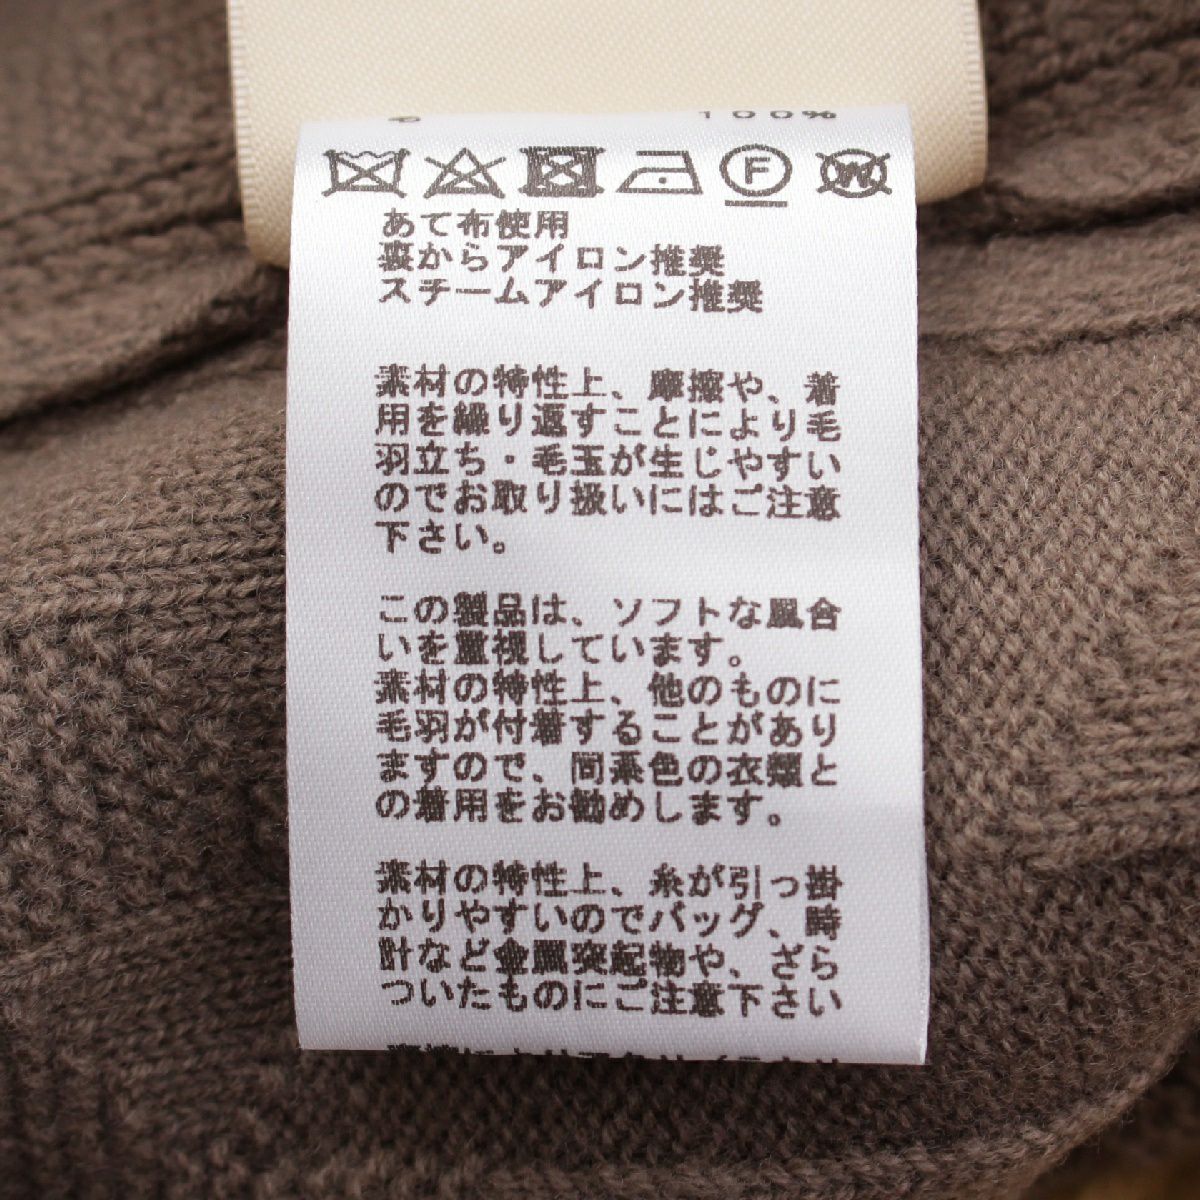 100%
F
W
あて布使用
裏からアイロン推奨
スチームアイロン推奨
素材の特性上、摩擦や、着
用を繰り返すことにより毛
羽立ち・毛玉が生じやすい
のでお取り扱いにはご注意
下さい。
この製品は、ソフトな風合
いを重視しています。
素材の特性上、他のものに
毛羽が付着することがあり
ますので、同系色の衣類と
の着用をお勧めします。
素材の特性上、糸が引っ掛
かりやすいのでバッグ、時
計など金属突起物や、ざら
ついたものにご注意下さい